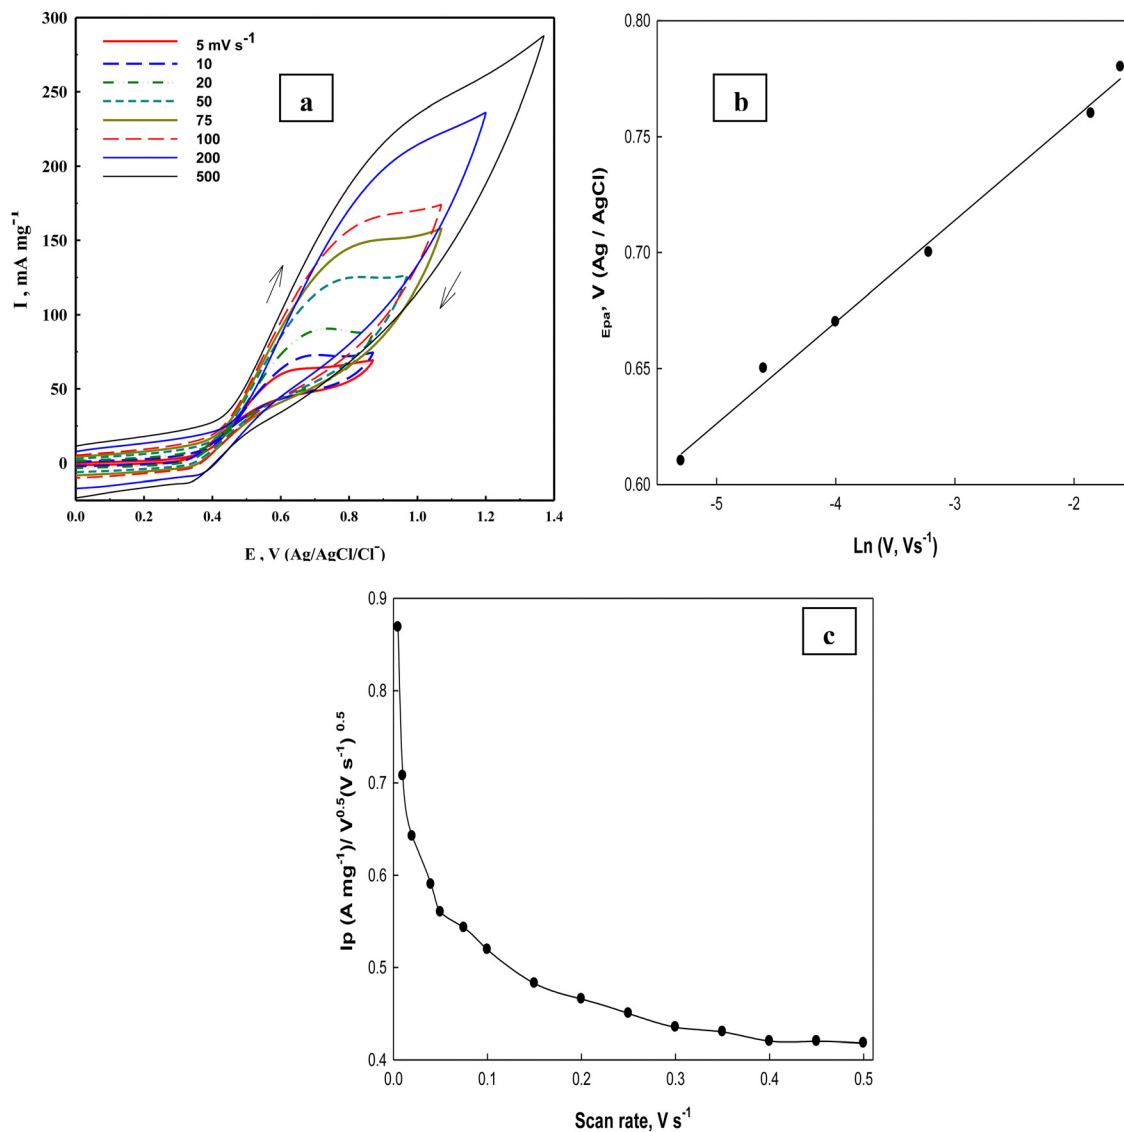 300
250
200
150
100
50
0
I , mA mg⁻¹
5 mV s⁻¹
10
20
50
75
100
200
500
a
0.0 0.2 0.4 0.6 0.8 1.0 1.2 1.4
E , V (Ag/AgCl/Cl⁻)
0.80
0.75
0.70
0.65
0.60
Epa, V (Ag / AgCl)
b
-5 -4 -3 -2
Ln (V, Vs⁻¹)
0.9
0.8
0.7
0.6
0.5
0.4
Ip (A mg⁻¹)/ V⁰·⁵(V s⁻¹) ⁰·⁵
c
0.0 0.1 0.2 0.3 0.4 0.5
Scan rate, V s⁻¹